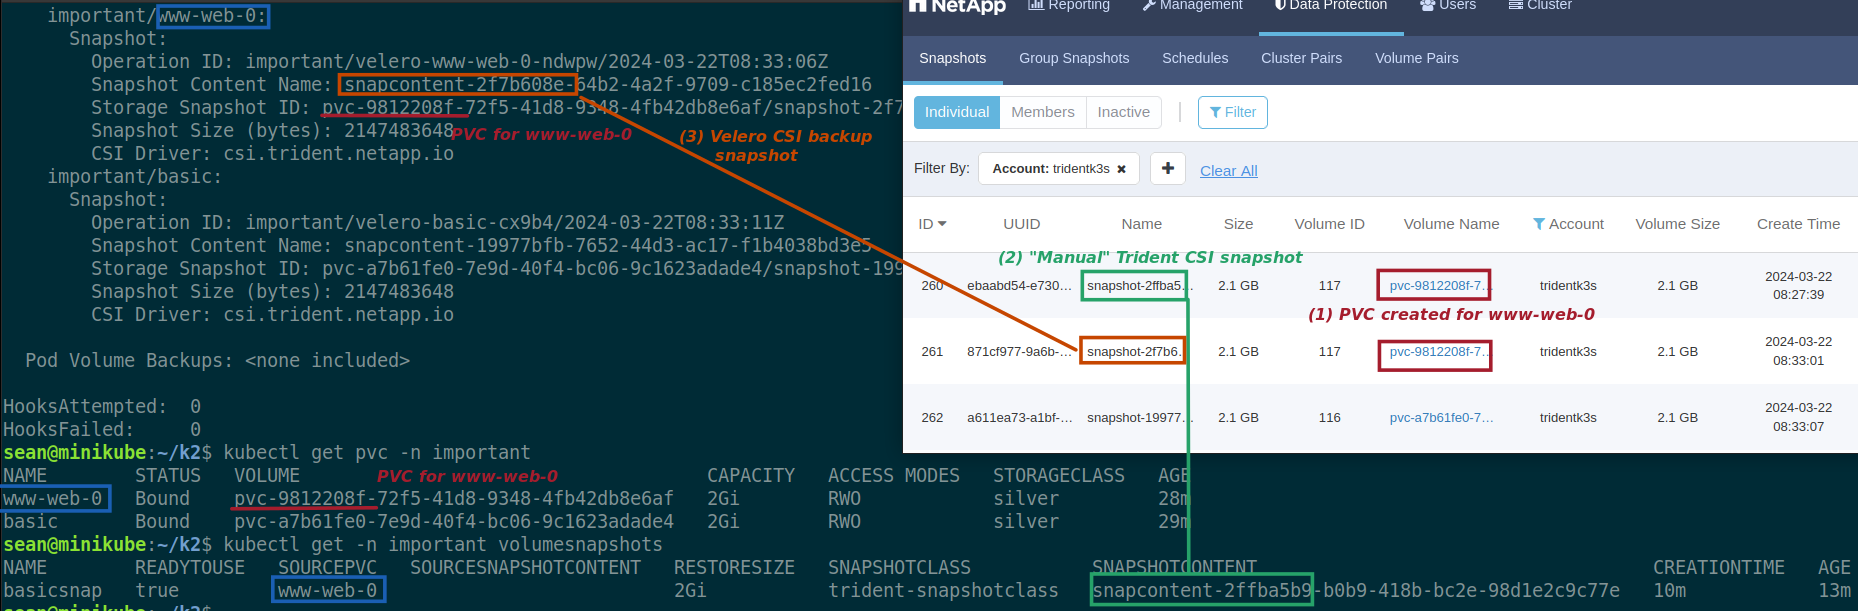 important/www-web-0:
Snapshot:
Operation ID: important/velero-www-web-0-ndwpw/2024-03-22T08:33:06Z
Snapshot Content Name: snapcontent-2f7b608e-64b2-4a2f-9709-c185ec2fed16
Storage Snapshot ID: pvc-9812208f-72f5-41d8-9348-4fb42db8e6af/snapshot-2f7
Snapshot Size (bytes): 2147483648
PVC for www-web-0
(3) Velero CSI backup
snapshot
CSI Driver: csi.trident.netapp.io
important/basic:
Snapshot:
Operation ID: important/velero-basic-cx9b4/2024-03-22T08:33:11Z
Snapshot Content Name: snapcontent-19977bfb-7652-44d3-ac17-f1b4038bd3e5
Storage Snapshot ID: pvc-a7b61fe0-7e9d-40f4-bc06-9c1623adade4/snapshot-199
Snapshot Size (bytes): 2147483648
CSI Driver: csi.trident.netapp.io
Pod Volume Backups: <none included>
HooksAttempted: 0
HooksFailed: 0
NetApp Reporting Management Data Protection Users Cluster
Snapshots Group Snapshots Schedules Cluster Pairs Volume Pairs
Individual Members Inactive Filter
Filter By: Account: tridentk3s ✖ + Clear All
ID UUID Name Size Volume ID Volume Name Account Volume Size Create Time
(2) "Manual" Trident CSI snapshot
260 ebaabd54-e730... snapshot-2ffba5... 2.1 GB 117 pvc-9812208f-7... tridentk3s 2.1 GB 2024-03-22
08:27:39
(1) PVC created for www-web-0
261 871cf977-9a6b-... snapshot-2f7b6... 2.1 GB 117 pvc-9812208f-7... tridentk3s 2.1 GB 2024-03-22
08:33:01
262 a611ea73-a1bf-... snapshot-19977... 2.1 GB 116 pvc-a7b61fe0-7... tridentk3s 2.1 GB 2024-03-22
08:33:07
sean@minikube:~/k2$ kubectl get pvc -n important
NAME STATUS VOLUME PVC for www-web-0 CAPACITY ACCESS MODES STORAGECLASS AGE
www-web-0 Bound pvc-9812208f-72f5-41d8-9348-4fb42db8e6af 2Gi RWO silver 28m
basic Bound pvc-a7b61fe0-7e9d-40f4-bc06-9c1623adade4 2Gi RWO silver 29m
sean@minikube:~/k2$ kubectl get -n important volumesnapshots
NAME READYTOUSE SOURCEPVC SOURCESNAPSHOTCONTENT RESTORESIZE SNAPSHOTCLASS SNAPSHOTCONTENT CREATIONTIME AGE
basicsnap true www-web-0 2Gi trident-snapshotclass snapcontent-2ffba5b9-b0b9-418b-bc2e-98d1e2c9c77e 10m 13m